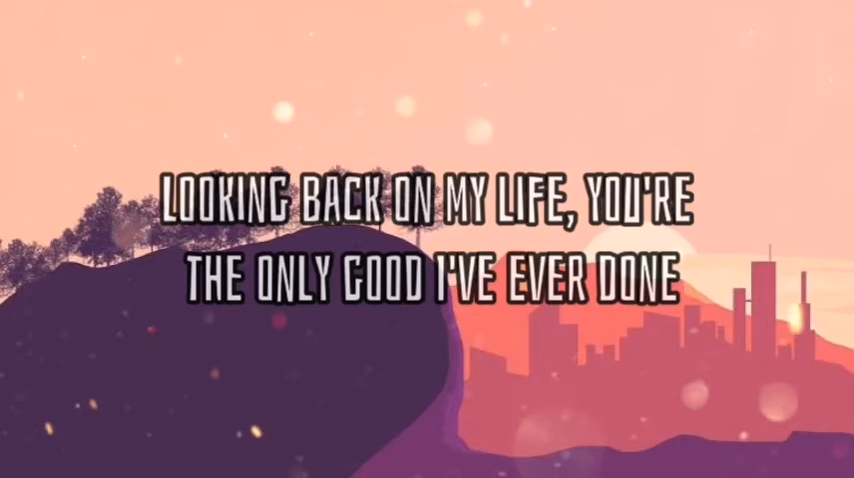 LOOKING BACK ON MY LIFE, YOU'RE
THE ONLY GOOD I'VE EVER DONE